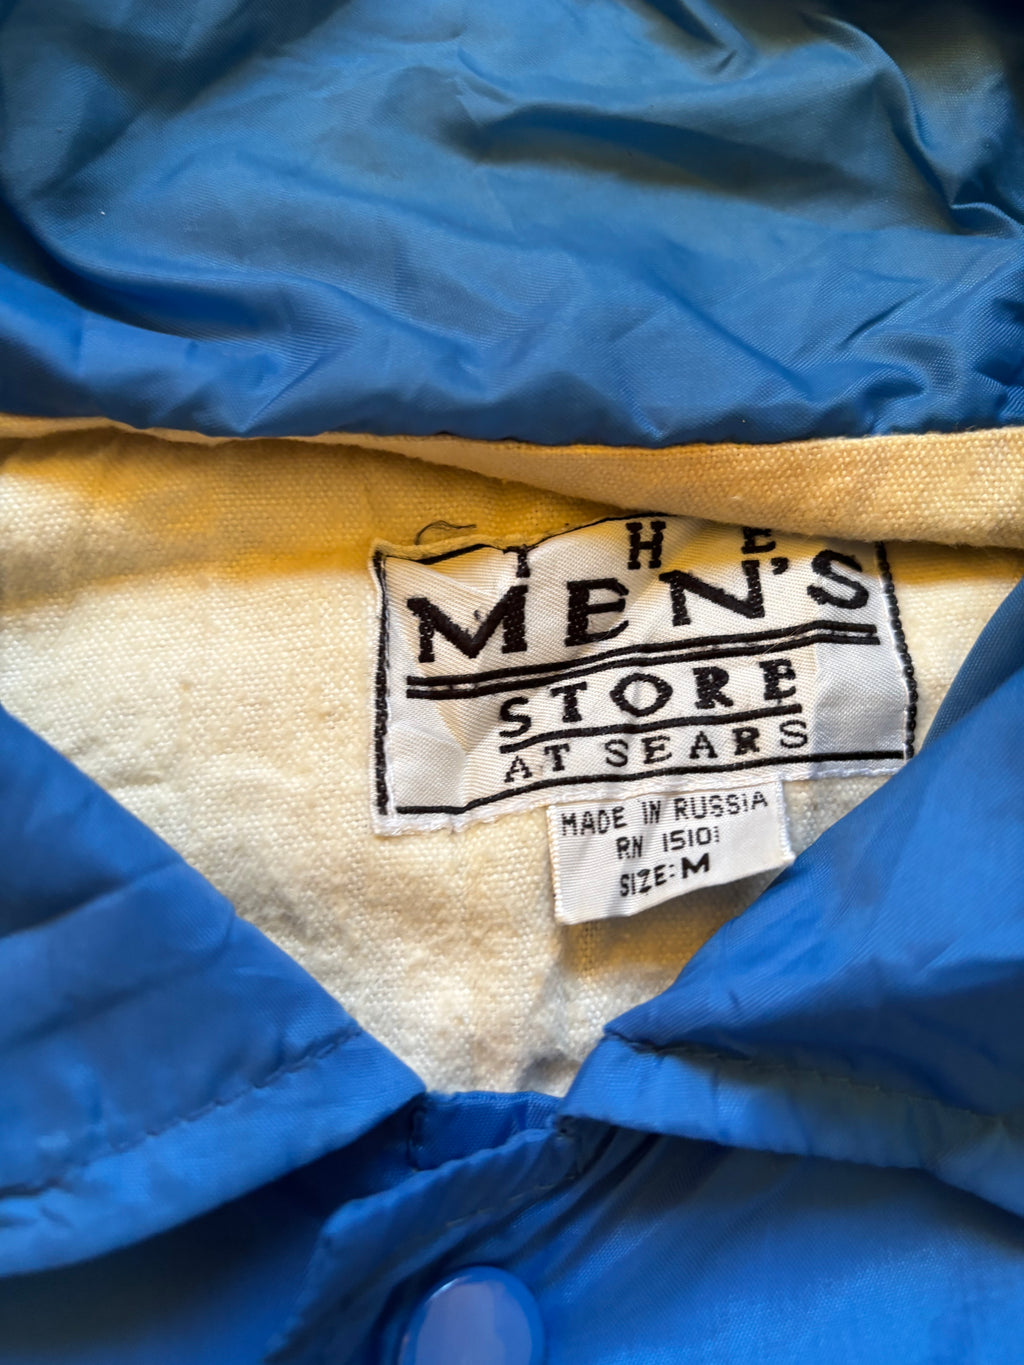 THE
MEN'S
STORE
AT SEARS
MADE IN RUSSIA
RN 15101
SIZE: M